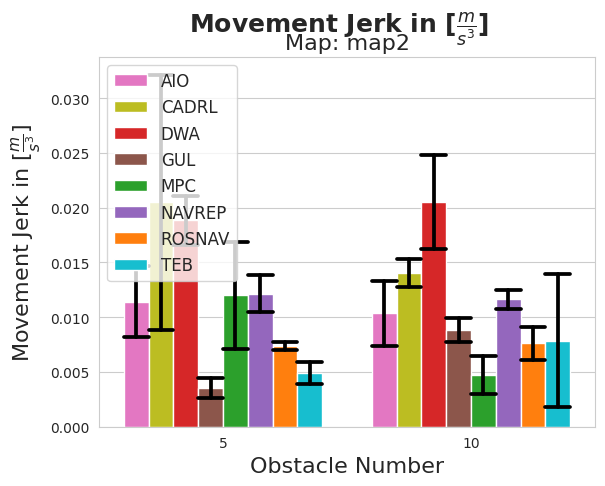 Movement Jerk in [m/s³]
Map: map2
Movement Jerk in [m/s³]
0.030
0.025
0.020
0.015
0.010
0.005
0.000
AIO
CADRL
DWA
GUL
MPC
NAVREP
ROSNAV
TEB
5 10
Obstacle Number